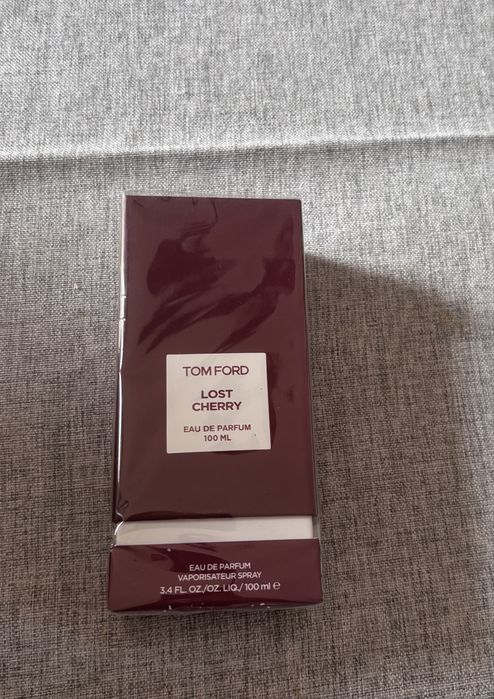 TOM FORD
LOST
CHERRY
EAU DE PARFUM
100 ML
EAU DE PARFUM
VAPORISATEUR SPRAY
3.4 FL. OZ./OZ. LIQ./100 ml ℮